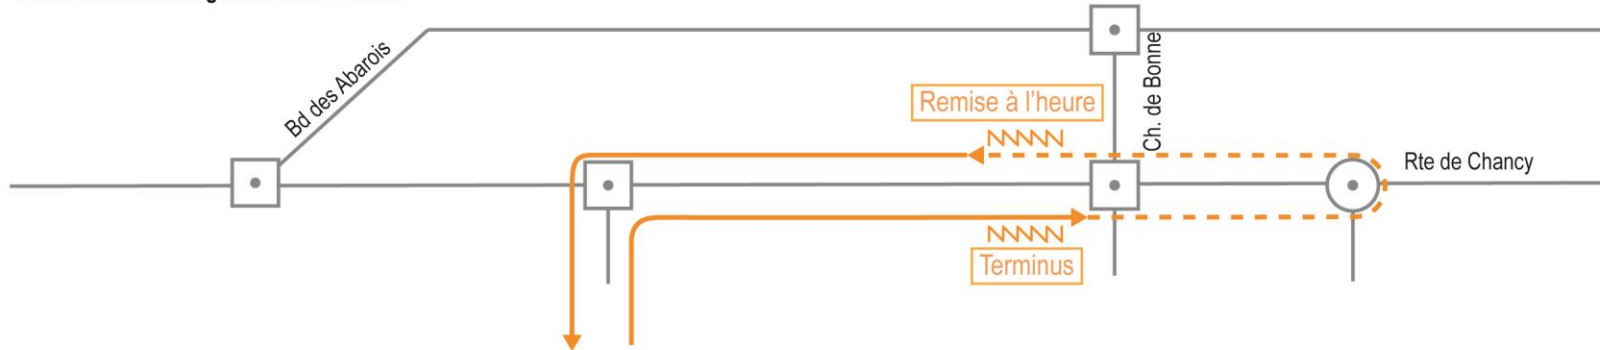 Bd des Abarois
Ch. de Bonne
Remise à l'heure
Rte de Chancy
Terminus